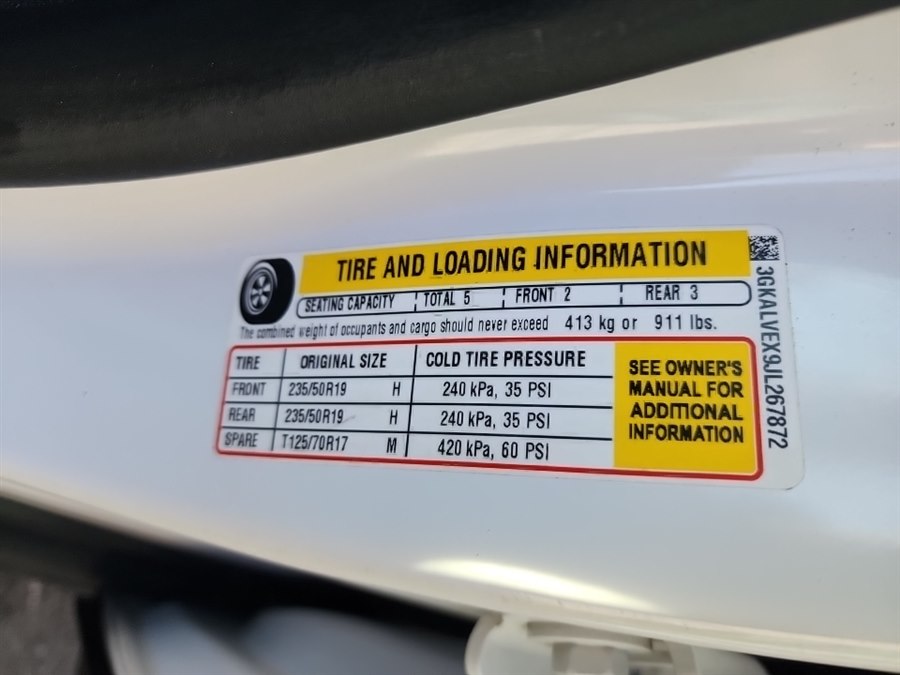 TIRE AND LOADING INFORMATION
SEATING CAPACITY TOTAL 5 FRONT 2 REAR 3
The combined weight of occupants and cargo should never exceed 413 kg or 911 lbs.
TIRE ORIGINAL SIZE COLD TIRE PRESSURE
FRONT 235/50R19 H 240 kPa, 35 PSI
REAR 235/50R19 H 240 kPa, 35 PSI
SPARE T125/70R17 M 420 kPa, 60 PSI
SEE OWNER'S
MANUAL FOR
ADDITIONAL
INFORMATION
3GKALVEX9JL267872